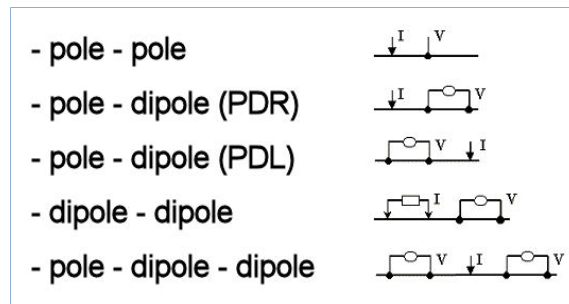 - pole - pole I V
- pole - dipole (PDR) I V
- pole - dipole (PDL) V I
- dipole - dipole I V
- pole - dipole - dipole V I V